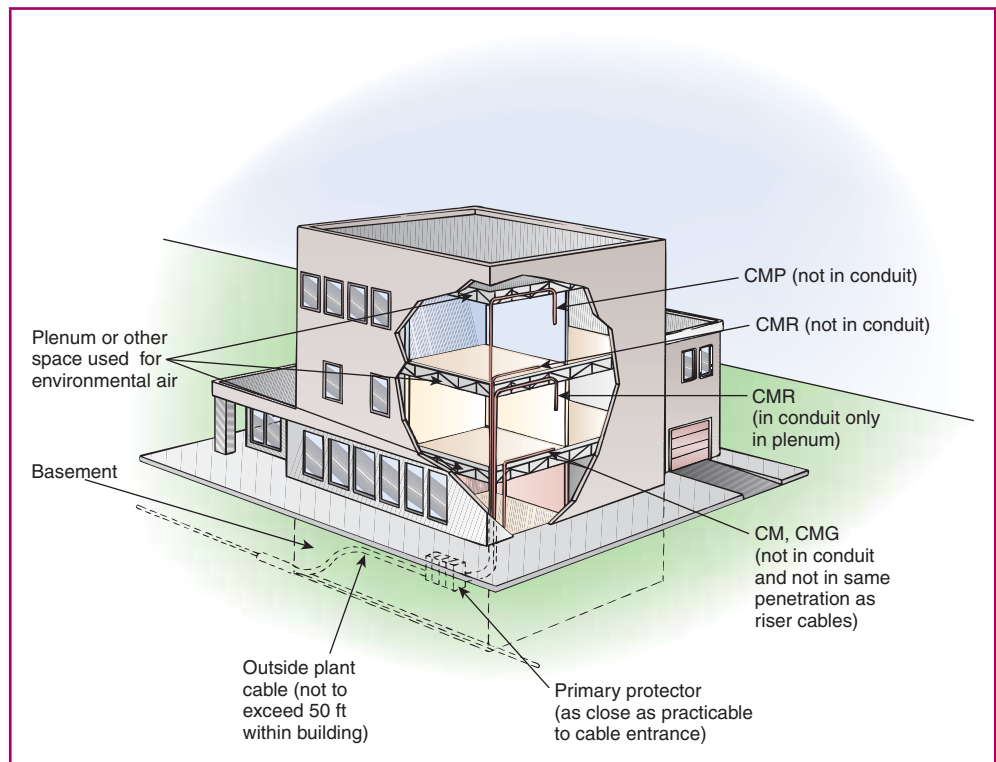 CMP (not in conduit)
CMR (not in conduit)
Plenum or other
space used for
environmental air
CMR
(in conduit only
in plenum)
Basement
CM, CMG
(not in conduit
and not in same
penetration as
riser cables)
Outside plant
cable (not to
exceed 50 ft
within building)
Primary protector
(as close as practicable
to cable entrance)